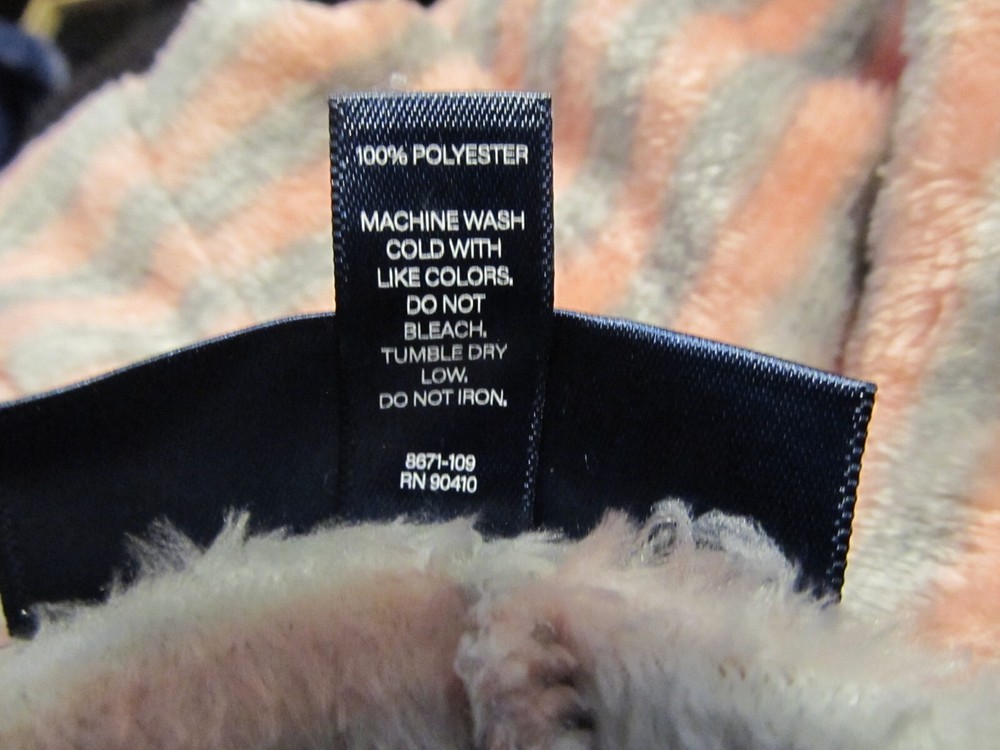 100% POLYESTER
MACHINE WASH
COLD WITH
LIKE COLORS.
DO NOT
BLEACH.
TUMBLE DRY
LOW.
DO NOT IRON.
8671-109
RN 90410